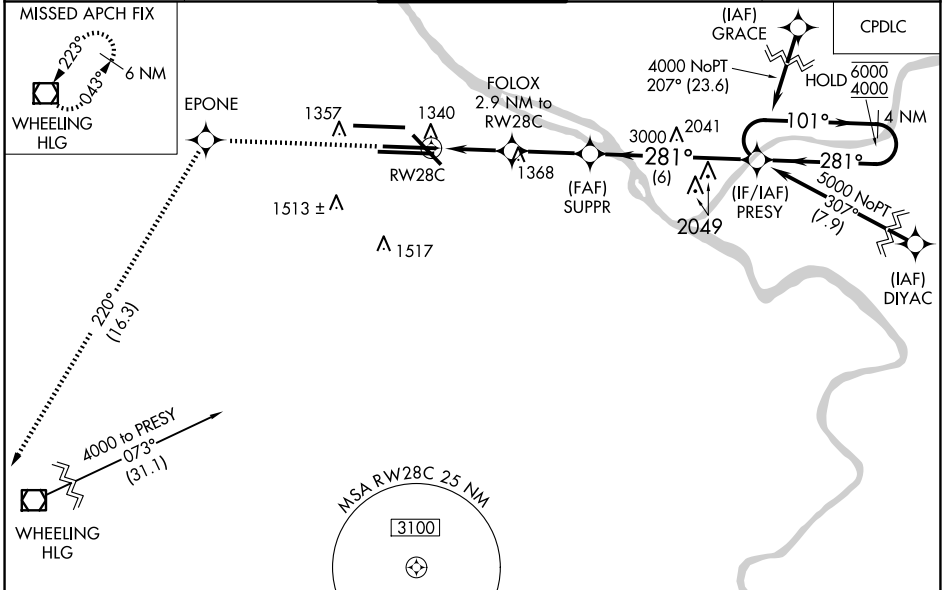 MISSED APCH FIX
223°
043°
6 NM
WHEELING
HLG
EPONE
1357
1340
FOLOX
2.9 NM to
RW28C
RW28C
1368
1513 ±
1517
(FAF)
SUPPR
3000
2041
281°
(6)
2049
(IAF)
GRACE
4000 NoPT
207° (23.6)
CPDLC
HOLD
6000
4000
4 NM
101°
281°
(IF/IAF)
PRESY
5000 NoPT
307°
(7.9)
(IAF)
DIYAC
220°
(16.3)
4000 to PRESY
073°
(31.1)
WHEELING
HLG
MSA RW28C 25 NM
3100